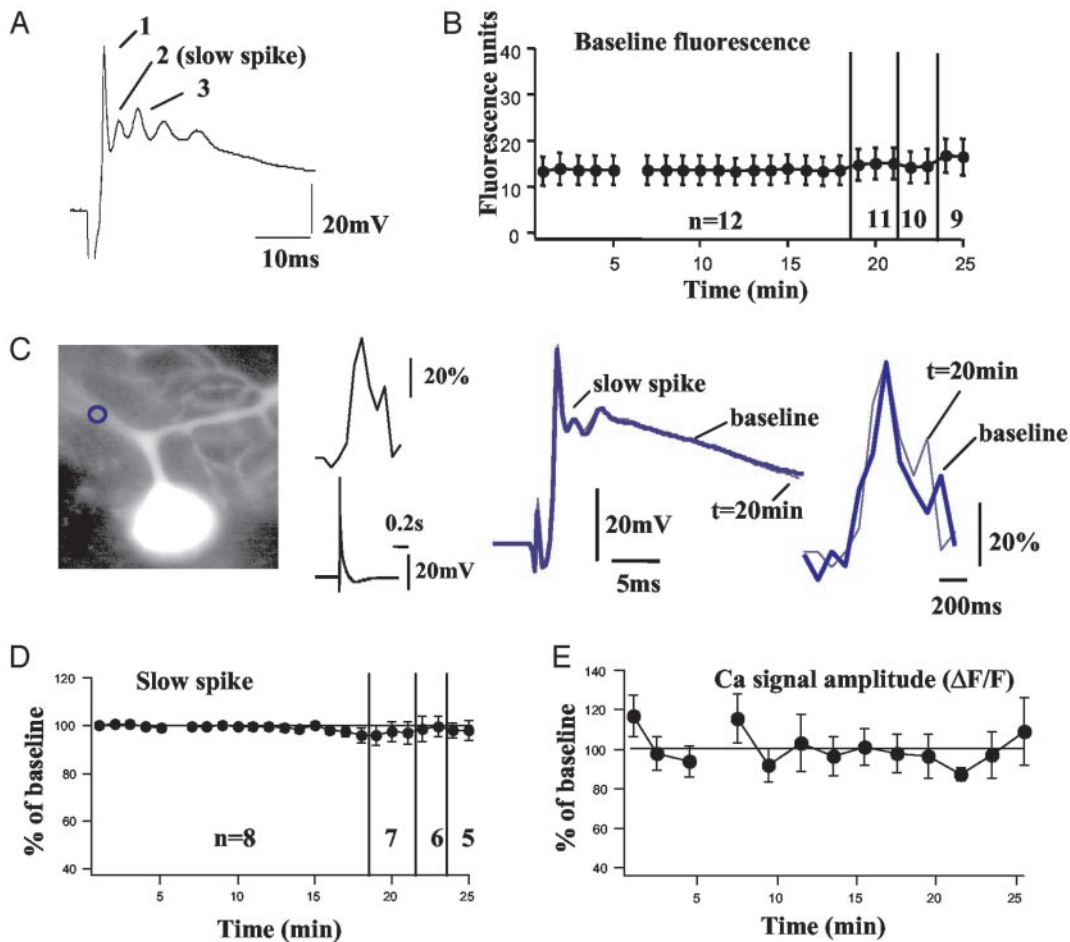 A
1
2 (slow spike)
3
20mV
10ms
B
Baseline fluorescence
Fluorescence units
40
30
20
10
0
n=12
11
10
9
5
10
15
20
25
Time (min)
C
20%
0.2s
20mV
slow spike
baseline
t=20min
20mV
5ms
t=20min
baseline
20%
200ms
D
Slow spike
% of baseline
120
100
80
60
40
n=8
7
6
5
5
10
15
20
25
Time (min)
E
Ca signal amplitude (ΔF/F)
% of baseline
140
120
100
80
60
40
5
10
15
20
25
Time (min)